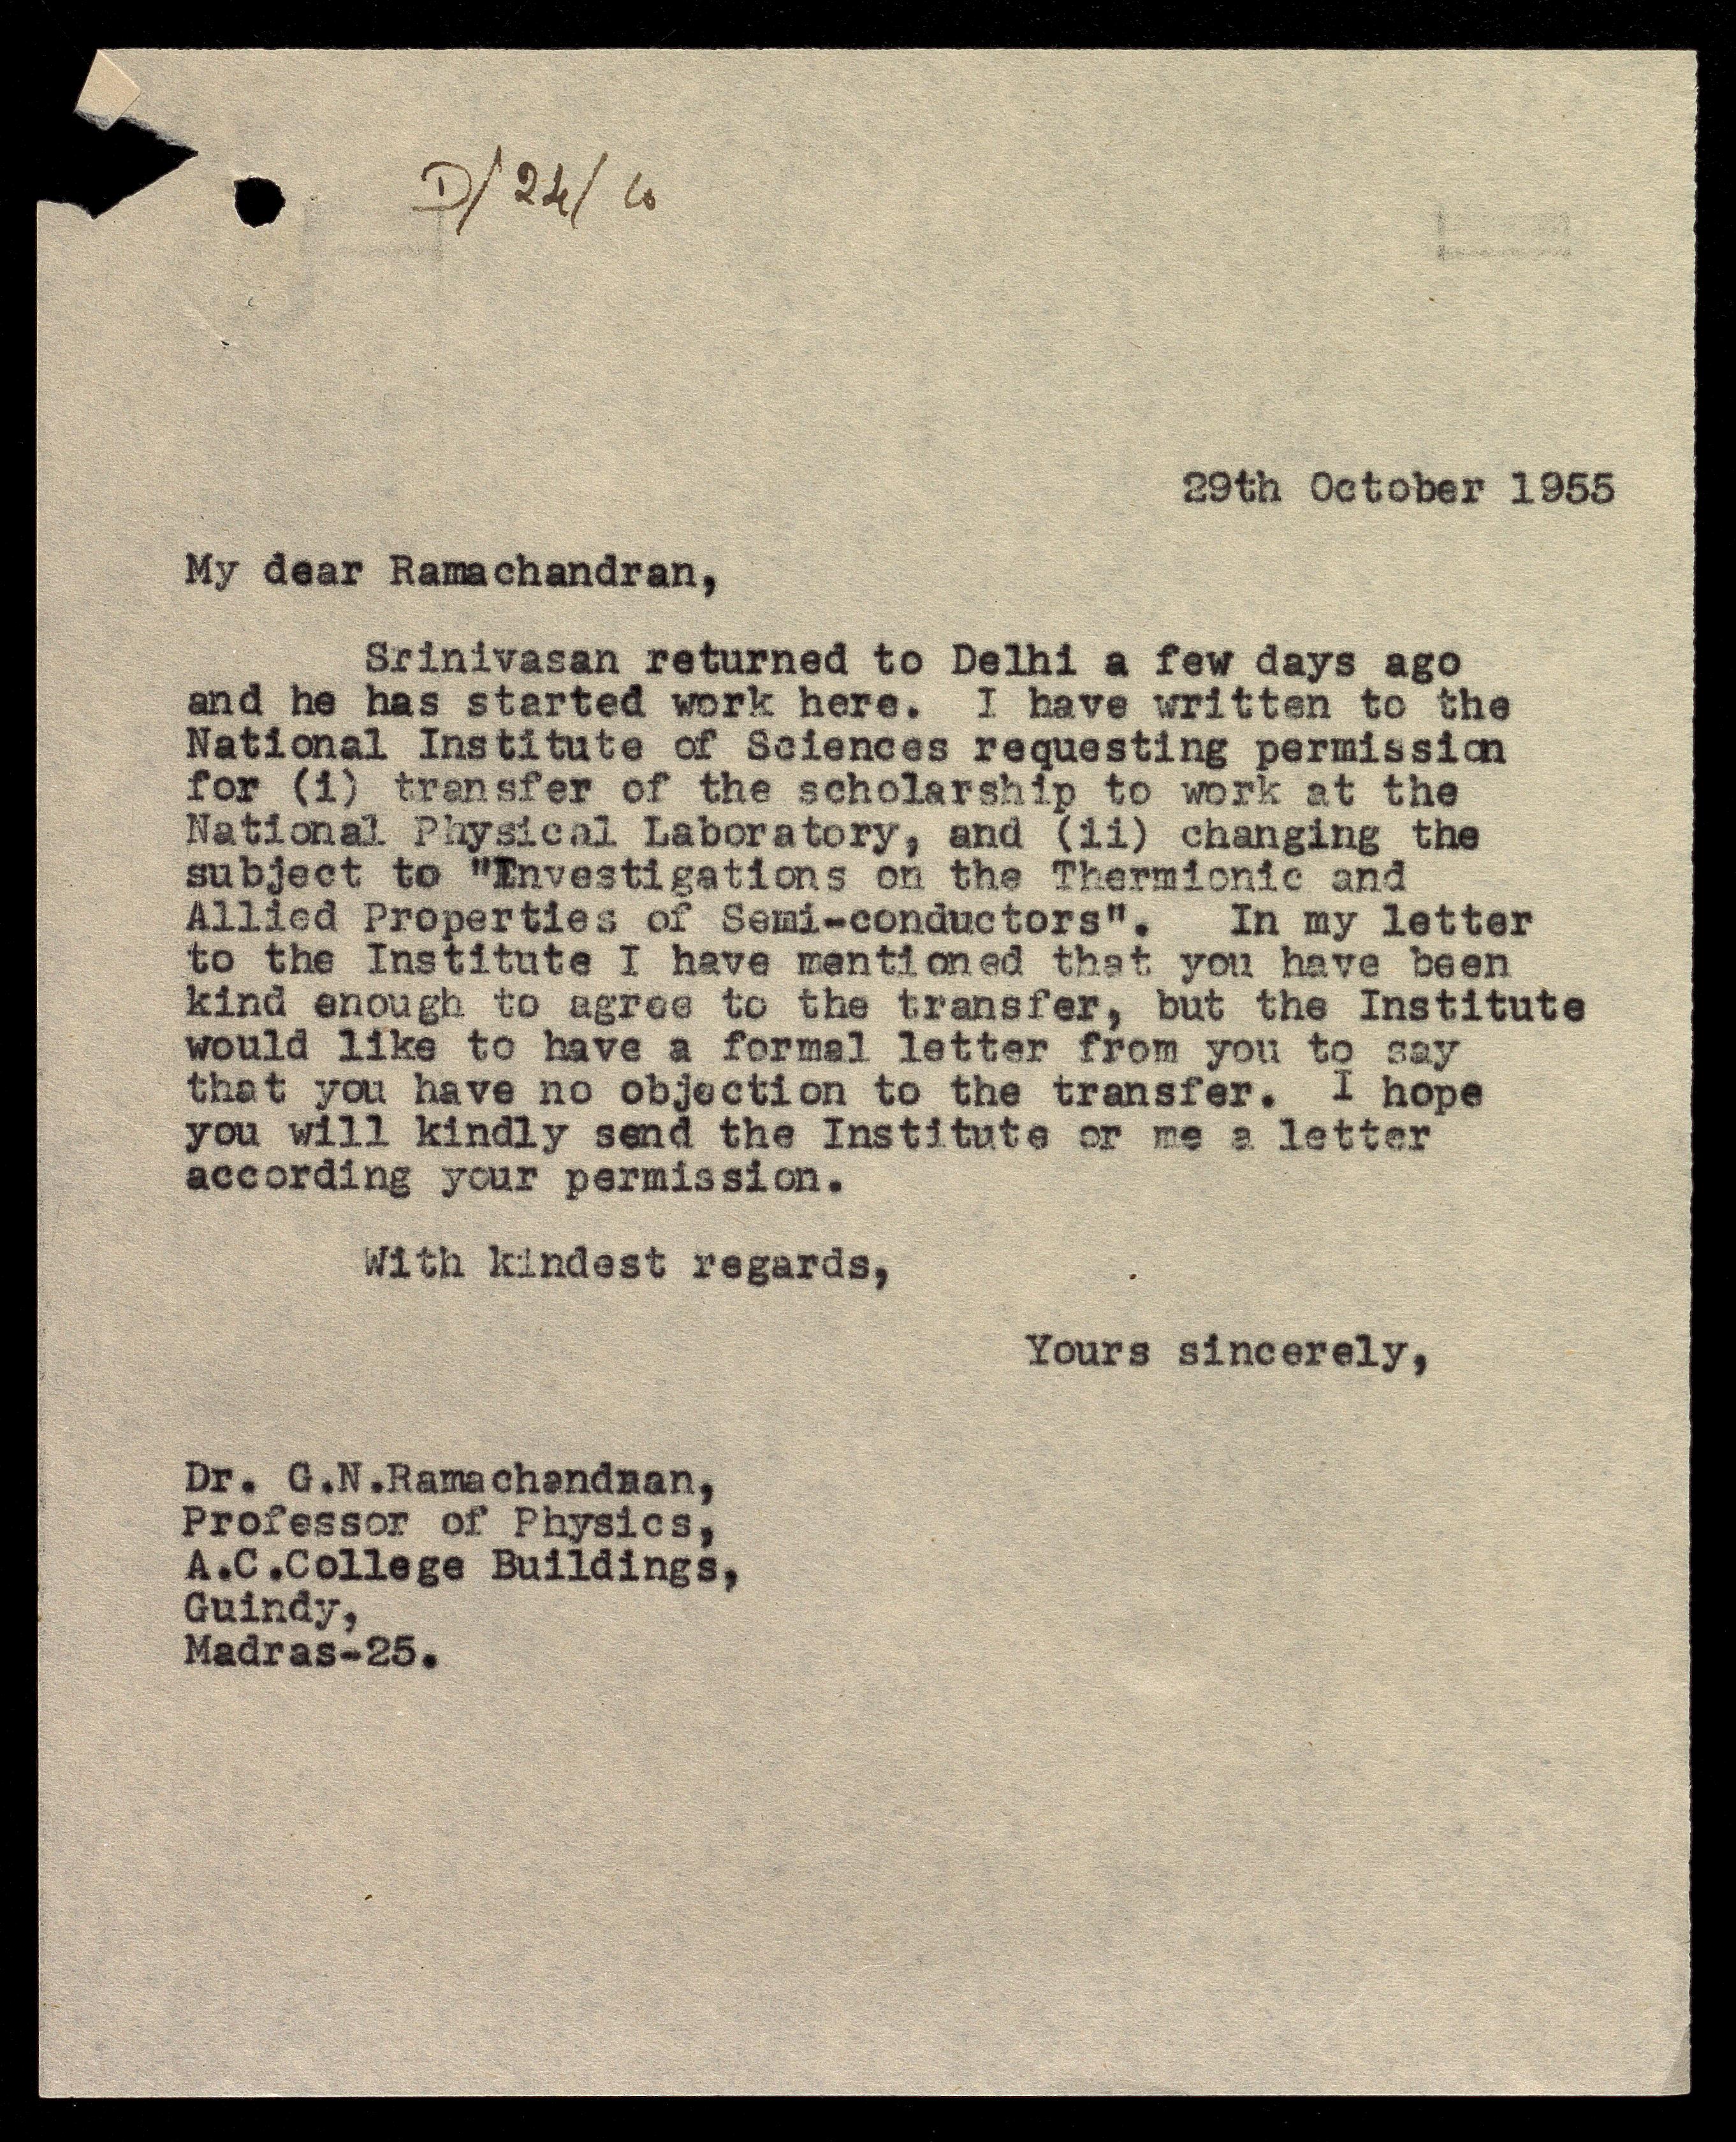 D/24/6
29th October 1955
My dear Ramachandran,
Srinivasan returned to Delhi a few days ago
and he has started work here. I have written to the
National Institute of Sciences requesting permission
for (i) transfer of the scholarship to work at the
National Physical Laboratory, and (ii) changing the
subject to "Investigations on the Thermionic and
Allied Properties of Semi-conductors". In my letter
to the Institute I have mentioned that you have been
kind enough to agree to the transfer, but the Institute
would like to have a formal letter from you to say
that you have no objection to the transfer. I hope
you will kindly send the Institute or me a letter
according your permission.
With kindest regards,
Yours sincerely,
Dr. G.N.Ramachandran,
Professor of Physics,
A.C.College Buildings,
Guindy,
Madras-25.